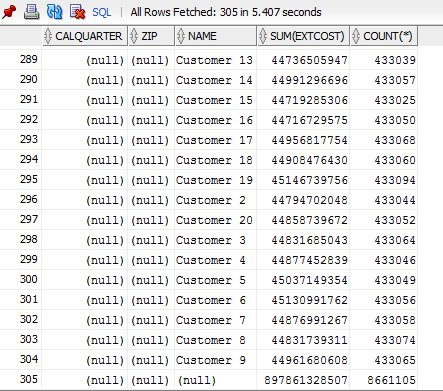 SQL | All Rows Fetched: 305 in 5.407 seconds
CALQUARTER ZIP NAME SUM(EXTCOST) COUNT(*)
289 (null) (null) Customer 13 44736505947 433039
290 (null) (null) Customer 14 44991296696 433057
291 (null) (null) Customer 15 44719285306 433025
292 (null) (null) Customer 16 44716729575 433050
293 (null) (null) Customer 17 44956817754 433068
294 (null) (null) Customer 18 44908476430 433060
295 (null) (null) Customer 19 45146739756 433094
296 (null) (null) Customer 2 44794702048 433044
297 (null) (null) Customer 20 44858739672 433052
298 (null) (null) Customer 3 44831685043 433064
299 (null) (null) Customer 4 44877452839 433046
300 (null) (null) Customer 5 45037149354 433049
301 (null) (null) Customer 6 45130991762 433056
302 (null) (null) Customer 7 44876991267 433058
303 (null) (null) Customer 8 44831739311 433074
304 (null) (null) Customer 9 44961680608 433065
305 (null) (null) (null) 897861328507 8661105